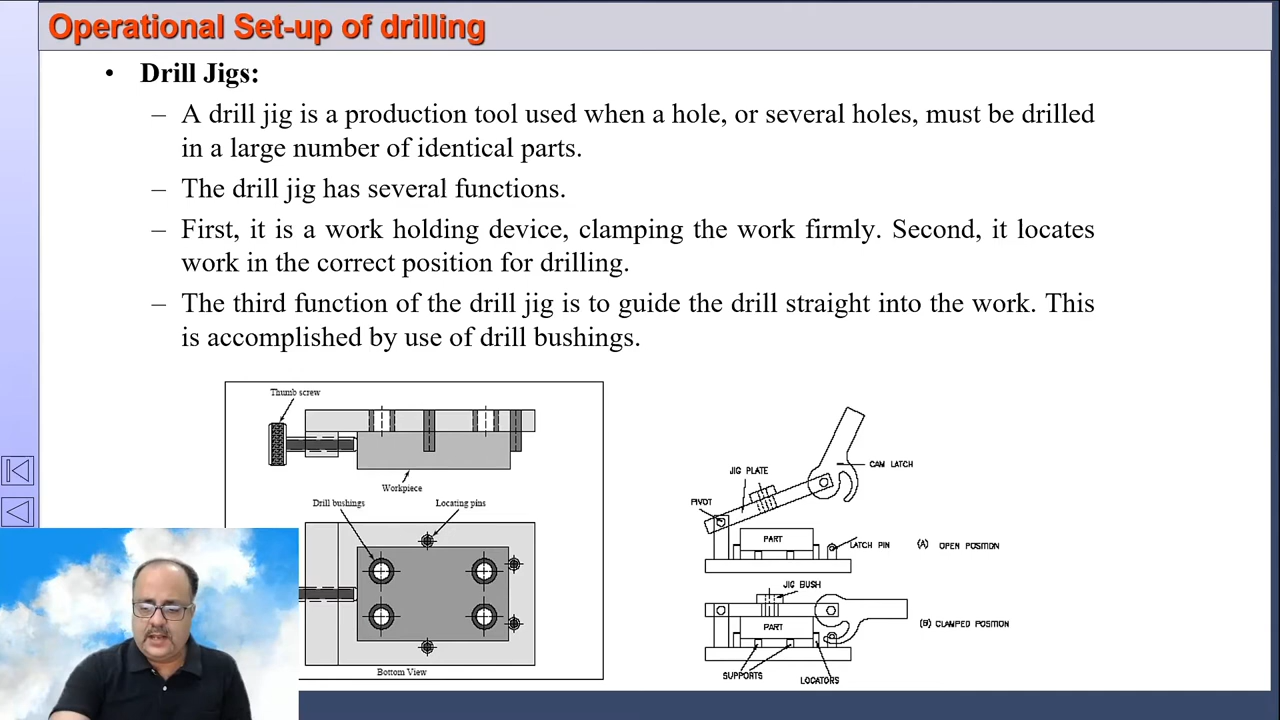 Operational Set-up of drilling
• Drill Jigs:
– A drill jig is a production tool used when a hole, or several holes, must be drilled
in a large number of identical parts.
– The drill jig has several functions.
– First, it is a work holding device, clamping the work firmly. Second, it locates
work in the correct position for drilling.
– The third function of the drill jig is to guide the drill straight into the work. This
is accomplished by use of drill bushings.
Thumb screw
Workpiece
Drill bushings
Locating pins
Bottom View
JIG PLATE
CAM LATCH
PIVOT
PART
LATCH PIN
(A) OPEN POSITION
JIG BUSH
PART
(B) CLAMPED POSITION
SUPPORTS
LOCATORS